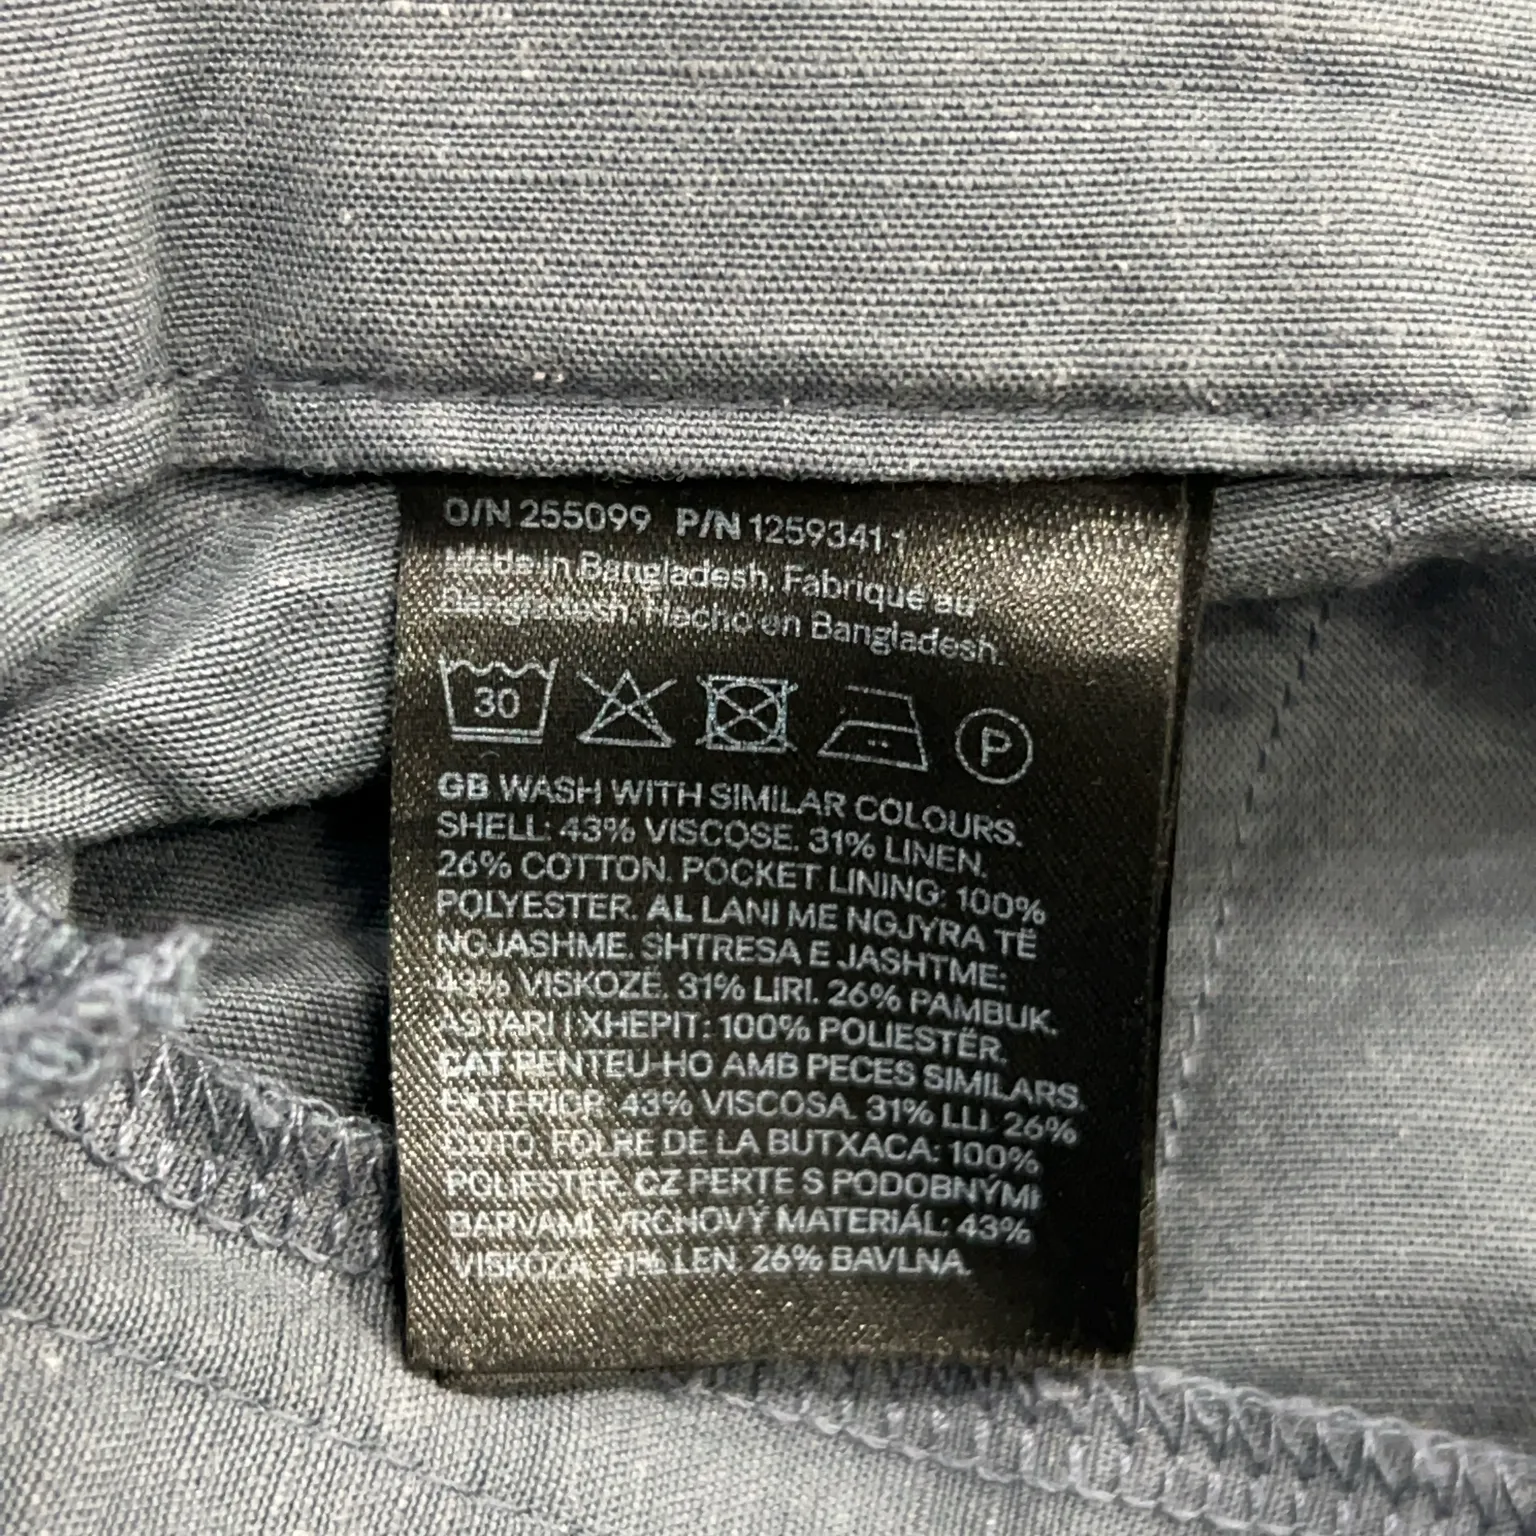 O/N 255099 P/N 1259341.1
Made in Bangladesh. Fabriqué au
Bangladesh. Hecho en Bangladesh.
30
P
GB WASH WITH SIMILAR COLOURS.
SHELL: 43% VISCOSE. 31% LINEN.
26% COTTON. POCKET LINING: 100%
POLYESTER. AL LANI ME NGJYRA TË
NGJASHME. SHTRESA E JASHTME:
43% VISKOZË. 31% LIRI. 26% PAMBUK.
ASTARI I XHEPIT: 100% POLIESTËR.
CAT RENTEU-HO AMB PECES SIMILARS.
EXTERIOR: 43% VISCOSA. 31% LLI. 26%
COTÓ. FOLRE DE LA BUTXACA: 100%
POLIÈSTER. CZ PERTE S PODOBNÝMI
BARVAMI. VRCHOVÝ MATERIÁL: 43%
VISKÓZA. 31% LEN. 26% BAVLNA.